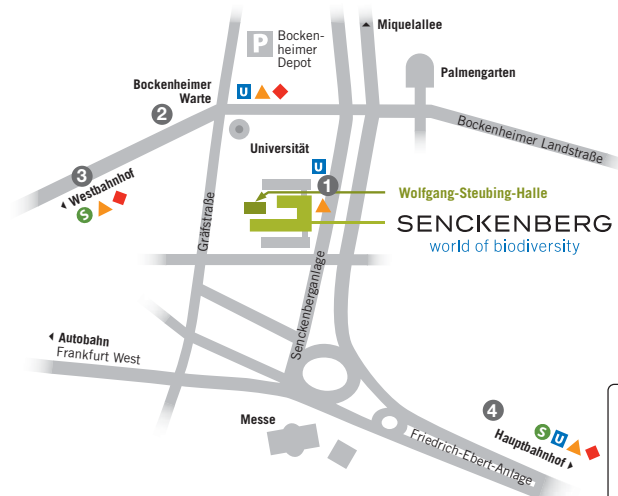 Miquelallee
P
Bocken-
heimer
Depot
Palmengarten
Bockenheimer
Warte
U
2
Bockenheimer Landstraße
Universität
U
3
Westbahnhof
S
1
Wolfgang-Steubing-Halle
SENCKENBERG
world of biodiversity
Gräfstraße
Senckenberganlage
Autobahn
Frankfurt West
Messe
4
S
U
Hauptbahnhof
Friedrich-Ebert-Anlage